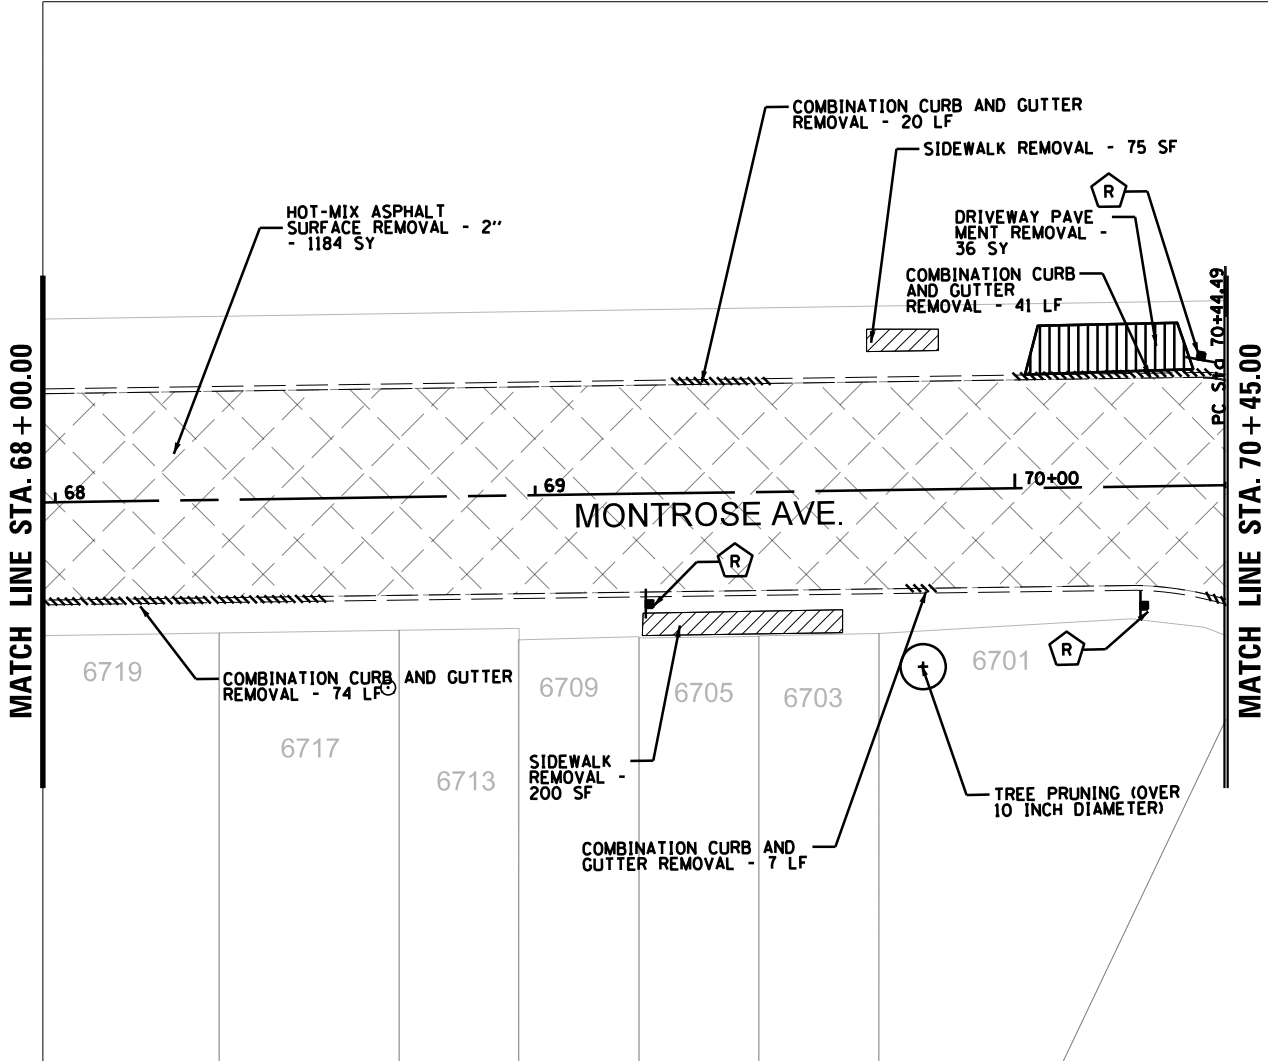 COMBINATION CURB AND GUTTER
REMOVAL - 20 LF
SIDEWALK REMOVAL - 75 SF
R
HOT-MIX ASPHALT
SURFACE REMOVAL - 2"
- 1184 SY
DRIVEWAY PAVE
MENT REMOVAL -
36 SY
COMBINATION CURB
AND GUTTER
REMOVAL - 41 LF
PC Sta 70+44.49
MATCH LINE STA. 68+00.00
MATCH LINE STA. 70+45.00
68
69
70+00
MONTROSE AVE.
R
R
6719
6717
6713
6709
6705
6703
6701
COMBINATION CURB AND GUTTER
REMOVAL - 74 LF
SIDEWALK
REMOVAL -
200 SF
TREE PRUNING (OVER
10 INCH DIAMETER)
COMBINATION CURB AND
GUTTER REMOVAL - 7 LF